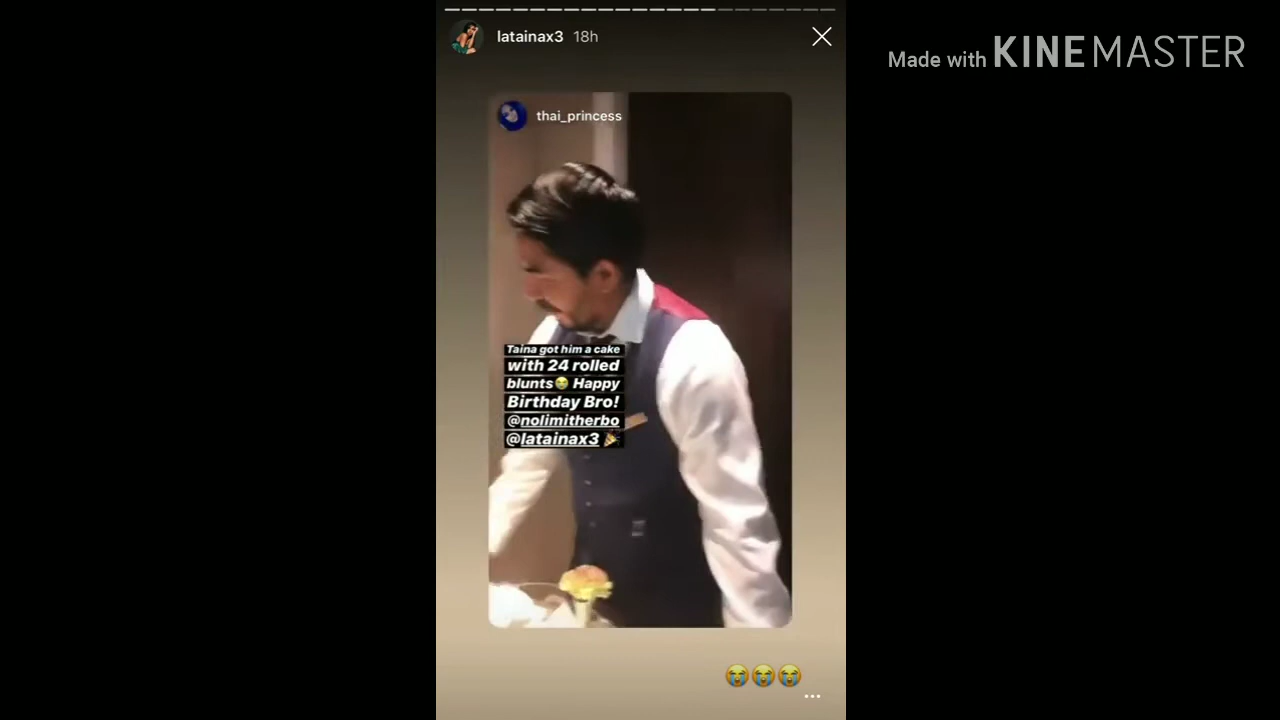 latainax3 18h
Made with KINEMASTER
thai_princess
Taina got him a cake
with 24 rolled
blunts😭 Happy
Birthday Bro!
@nolimitherbo
@latainax3 🎉
😭😭😭